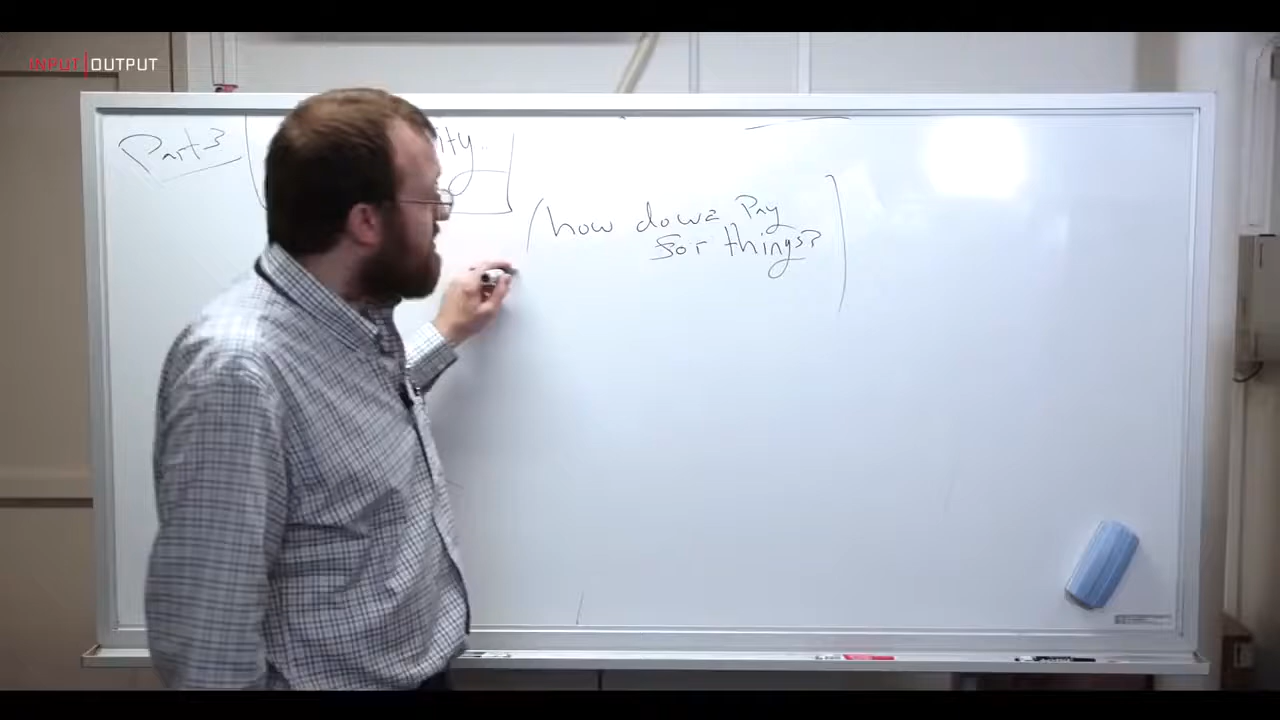 INPUT | OUTPUT
Part 3
ity
how do we Pay
for things?